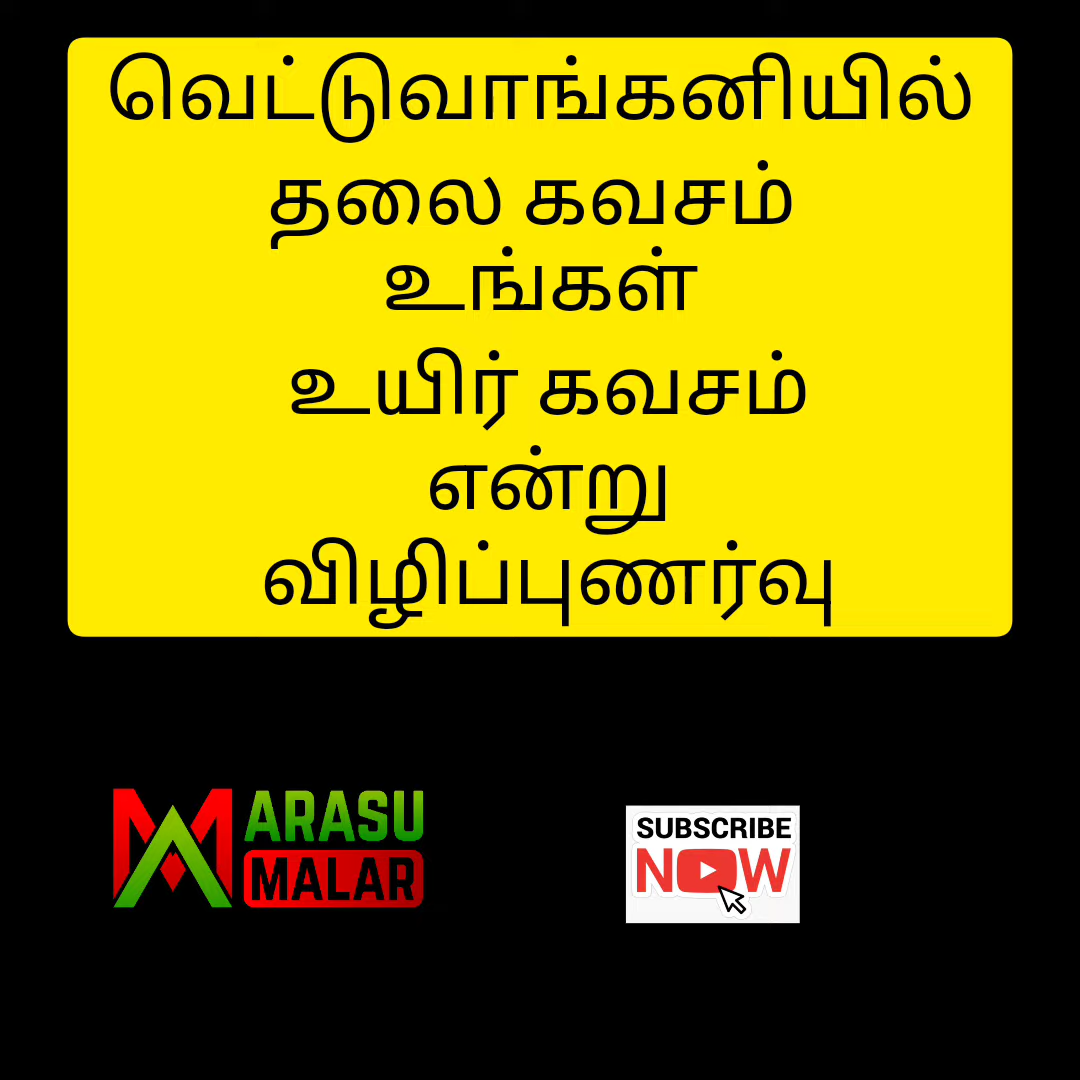 வெட்டுவாங்கனியில்
தலை கவசம்
உங்கள்
உயிர் கவசம்
என்று
விழிப்புணர்வு
ARASU
MALAR
SUBSCRIBE
NOW